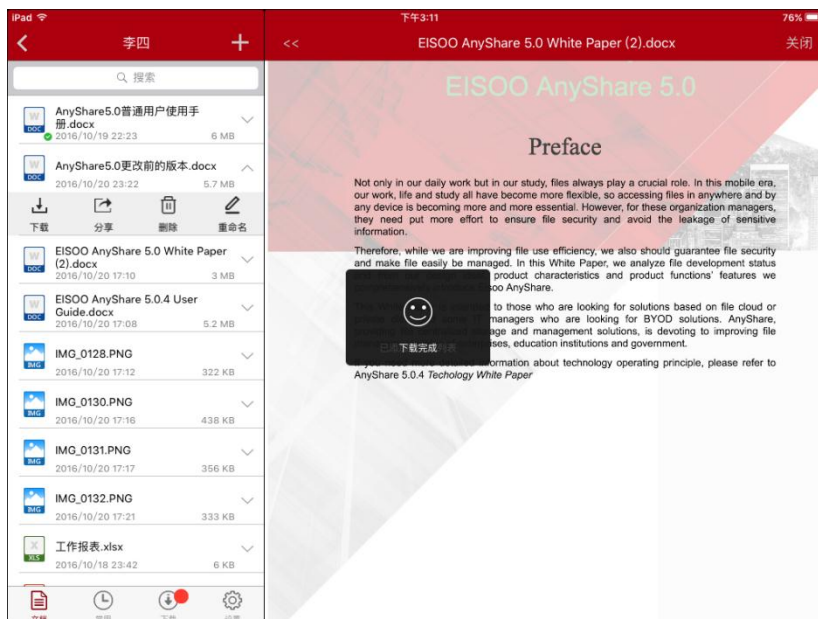 iPad
下午3:11
76%
李四
搜索
AnyShare5.0普通用户使用手
册.docx
2016/10/19 22:23 6 MB
AnyShare5.0更改前的版本.docx
2016/10/20 23:22 5.7 MB
下载 分享 删除 重命名
EISOO AnyShare 5.0 White Paper
(2).docx
2016/10/20 17:10 3 MB
EISOO AnyShare 5.0.4 User
Guide.docx
2016/10/20 17:08 5.2 MB
IMG_0128.PNG
2016/10/20 17:12 322 KB
IMG_0130.PNG
2016/10/20 17:16 438 KB
IMG_0131.PNG
2016/10/20 17:17 356 KB
IMG_0132.PNG
2016/10/20 17:21 333 KB
工作报表.xlsx
2016/10/18 23:42 6 KB
<< EISOO AnyShare 5.0 White Paper (2).docx 关闭
EISOO AnyShare 5.0
Preface
Not only in our daily work but in our study, files always play a crucial role. In this mobile era,
our work, life and study all have become more flexible, so accessing files in anywhere and by
any device is becoming more and more essential. However, for these organization managers,
they need put more effort to ensure file security and avoid the leakage of sensitive
information.
Therefore, while we are improving file use efficiency, we also should guarantee file security
and make file easily be managed. In this White Paper, we analyze file development status
product characteristics and product functions' features we
AnyShare.
to those who are looking for solutions based on file cloud or
managers who are looking for BYOD solutions. AnyShare,
and management solutions, is devoting to improving file
education institutions and government.
下载完成
information about technology operating principle, please refer to
AnyShare 5.0.4 Techology White Paper